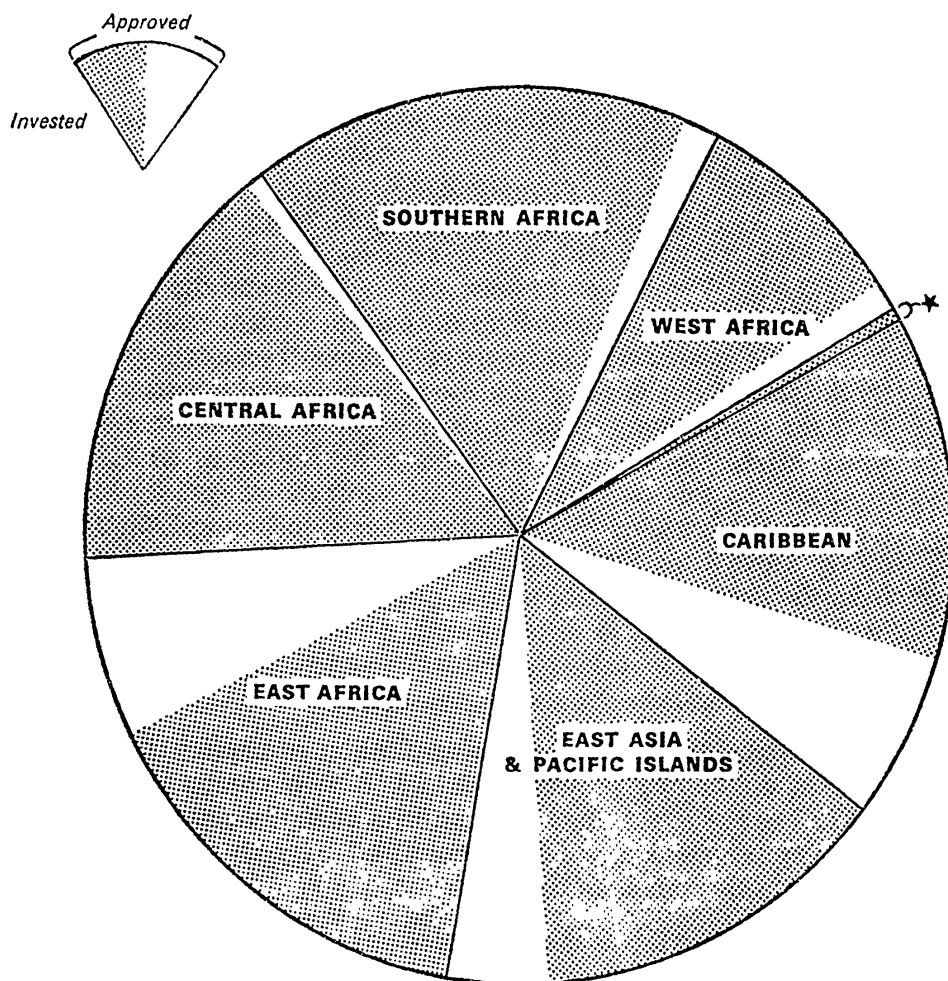 Approved
Invested
SOUTHERN AFRICA
WEST AFRICA
★
CENTRAL AFRICA
CARIBBEAN
EAST AFRICA
EAST ASIA
& PACIFIC ISLANDS